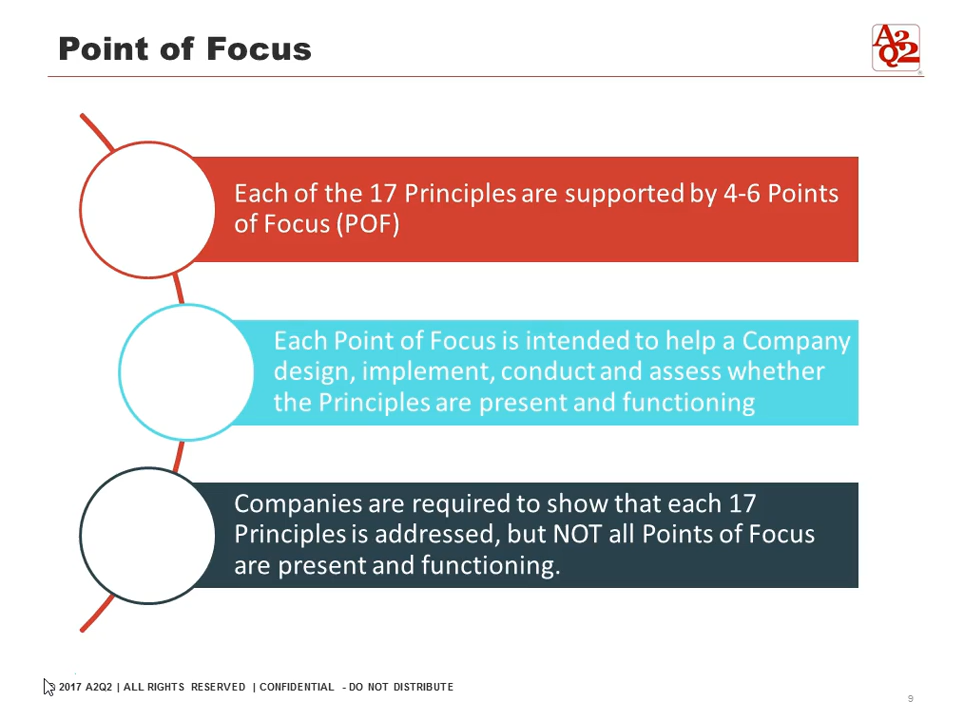 Point of Focus
A2Q2
Each of the 17 Principles are supported by 4-6 Points
of Focus (POF)
Each Point of Focus is intended to help a Company
design, implement, conduct and assess whether
the Principles are present and functioning
Companies are required to show that each 17
Principles is addressed, but NOT all Points of Focus
are present and functioning.
© 2017 A2Q2 | ALL RIGHTS RESERVED | CONFIDENTIAL - DO NOT DISTRIBUTE
9